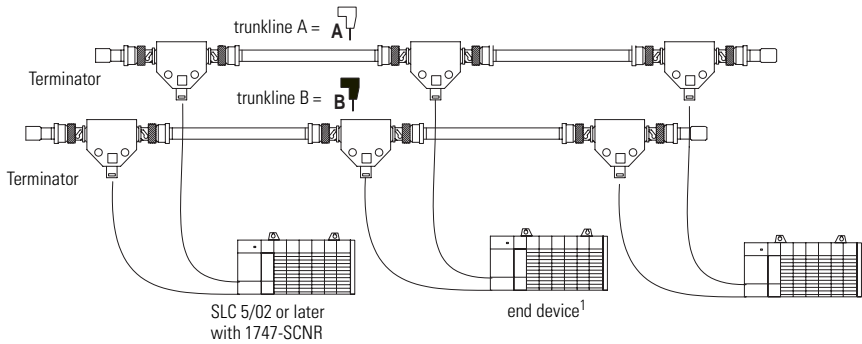 trunkline A = A
Terminator
trunkline B = B
Terminator
SLC 5/02 or later
with 1747-SCNR
end device1